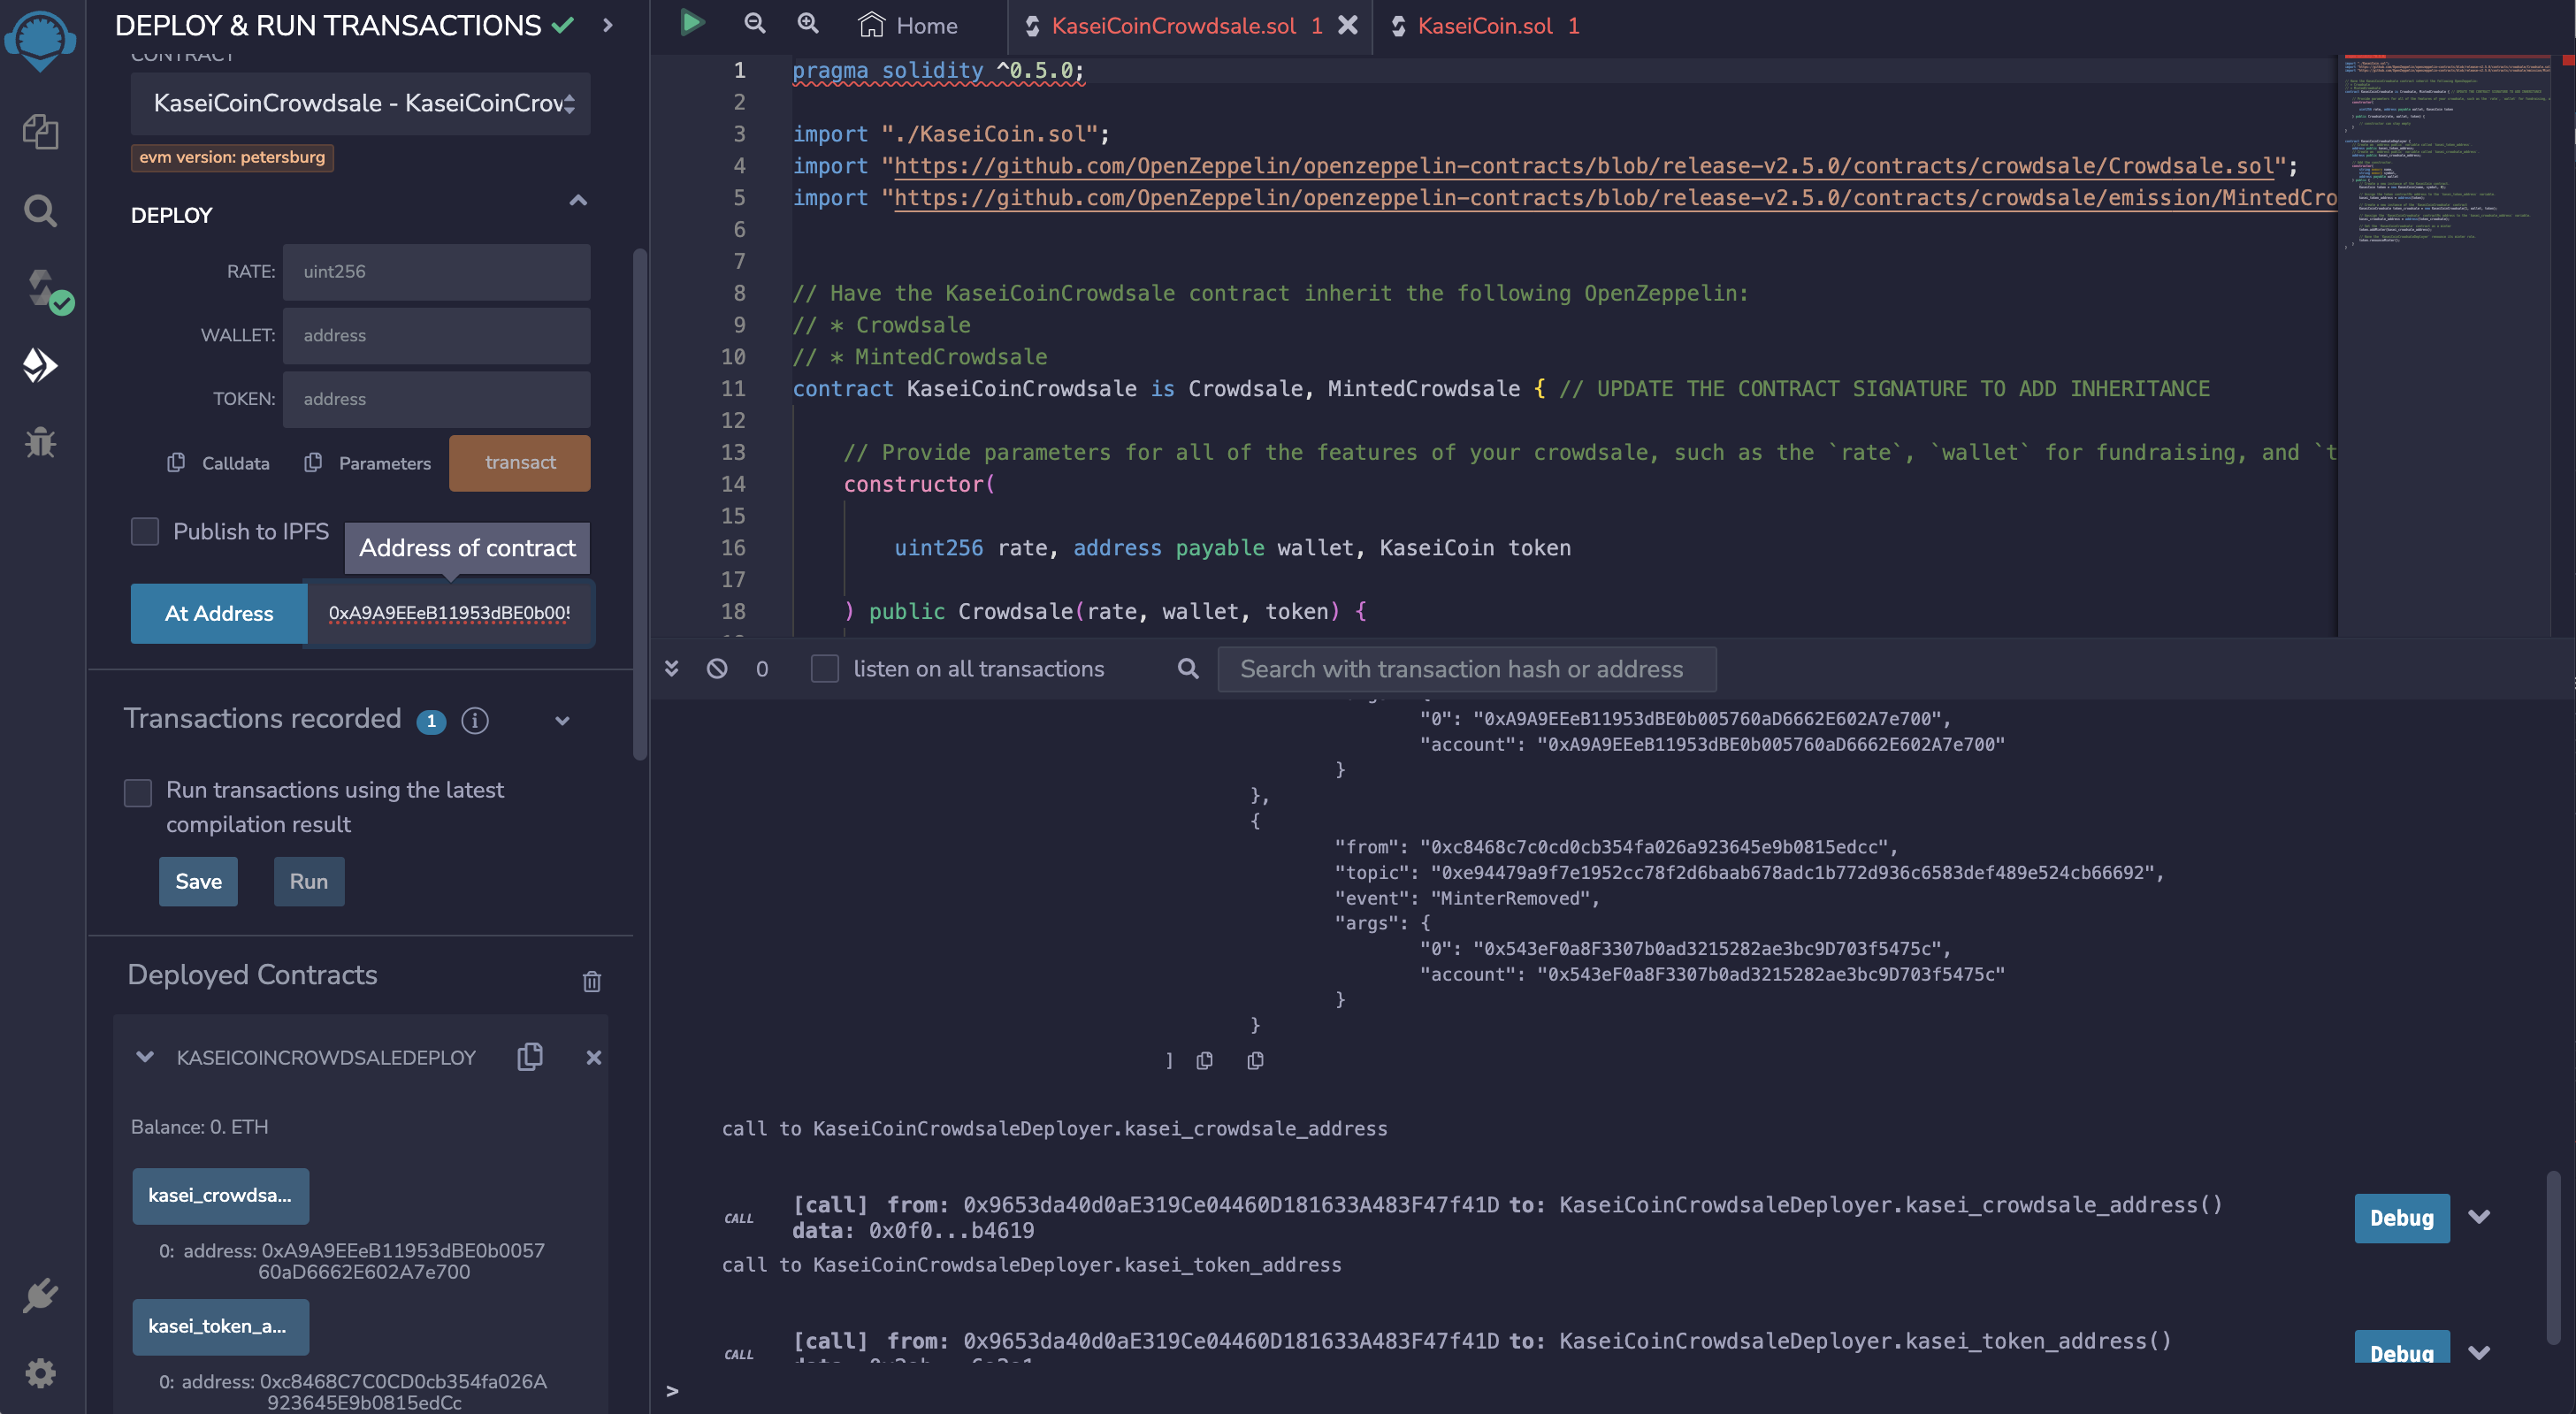 DEPLOY & RUN TRANSACTIONS
CONTRACT
KaseiCoinCrowdsale - KaseiCoinCrow
evm version: petersburg
DEPLOY
RATE: uint256
WALLET: address
TOKEN: address
Calldata Parameters transact
Publish to IPFS
Address of contract
At Address 0xA9A9EEeB11953dBE0b005
Transactions recorded 1 i
Run transactions using the latest
compilation result
Save Run
Deployed Contracts
KASEICOINCROWDSALEDEPLOY
Balance: 0. ETH
kasei_crowdsa...
0: address: 0xA9A9EEeB11953dBE0b0057
60aD6662E602A7e700
kasei_token_a...
0: address: 0xc8468C7C0CD0cb354fa026A
923645E9b0815edCc
Home KaseiCoinCrowdsale.sol 1 KaseiCoin.sol 1
1 pragma solidity ^0.5.0;
2
3 import "./KaseiCoin.sol";
4 import "https://github.com/OpenZeppelin/openzeppelin-contracts/blob/release-v2.5.0/contracts/crowdsale/Crowdsale.sol";
5 import "https://github.com/OpenZeppelin/openzeppelin-contracts/blob/release-v2.5.0/contracts/crowdsale/emission/MintedCro
6
7
8 // Have the KaseiCoinCrowdsale contract inherit the following OpenZeppelin:
9 // * Crowdsale
10 // * MintedCrowdsale
11 contract KaseiCoinCrowdsale is Crowdsale, MintedCrowdsale { // UPDATE THE CONTRACT SIGNATURE TO ADD INHERITANCE
12
13 // Provide parameters for all of the features of your crowdsale, such as the `rate`, `wallet` for fundraising, and `t
14 constructor(
15
16 uint256 rate, address payable wallet, KaseiCoin token
17
18 ) public Crowdsale(rate, wallet, token) {
0 listen on all transactions Search with transaction hash or address
"0": "0xA9A9EEeB11953dBE0b005760aD6662E602A7e700",
"account": "0xA9A9EEeB11953dBE0b005760aD6662E602A7e700"
}
},
{
"from": "0xc8468c7c0cd0cb354fa026a923645e9b0815edcc",
"topic": "0xe94479a9f7e1952cc78f2d6baab678adc1b772d936c6583def489e524cb66692",
"event": "MinterRemoved",
"args": {
"0": "0x543eF0a8F3307b0ad3215282ae3bc9D703f5475c",
"account": "0x543eF0a8F3307b0ad3215282ae3bc9D703f5475c"
}
}
]
call to KaseiCoinCrowdsaleDeployer.kasei_crowdsale_address
CALL [call] from: 0x9653da40d0aE319Ce04460D181633A483F47f41D to: KaseiCoinCrowdsaleDeployer.kasei_crowdsale_address() Debug
data: 0x0f0...b4619
call to KaseiCoinCrowdsaleDeployer.kasei_token_address
CALL [call] from: 0x9653da40d0aE319Ce04460D181633A483F47f41D to: KaseiCoinCrowdsaleDeployer.kasei_token_address() Debug
>